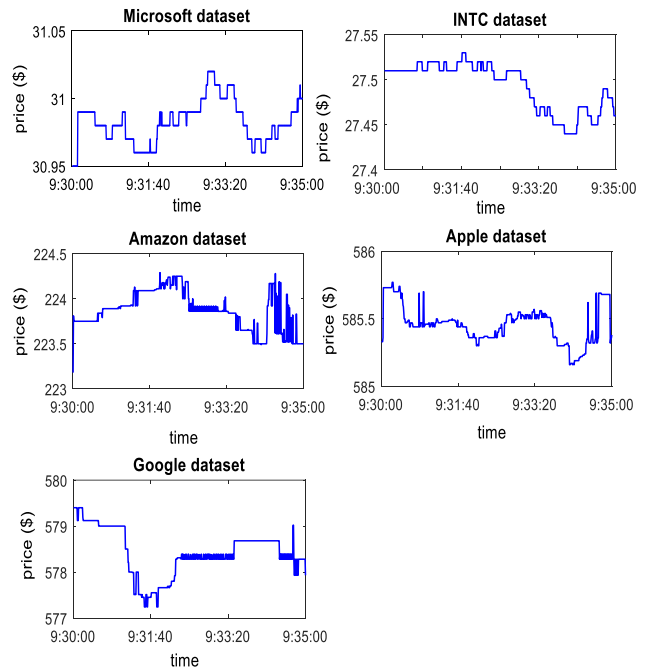 Microsoft dataset
31.05
31
30.95
price ($)
9:30:00 9:31:40 9:33:20 9:35:00
time
INTC dataset
27.55
27.5
27.45
27.4
price ($)
9:30:00 9:31:40 9:33:20 9:35:00
time
Amazon dataset
224.5
224
223.5
223
price ($)
9:30:00 9:31:40 9:33:20 9:35:00
time
Apple dataset
586
585.5
585
price ($)
9:30:00 9:31:40 9:33:20 9:35:00
time
Google dataset
580
579
578
577
price ($)
9:30:00 9:31:40 9:33:20 9:35:00
time